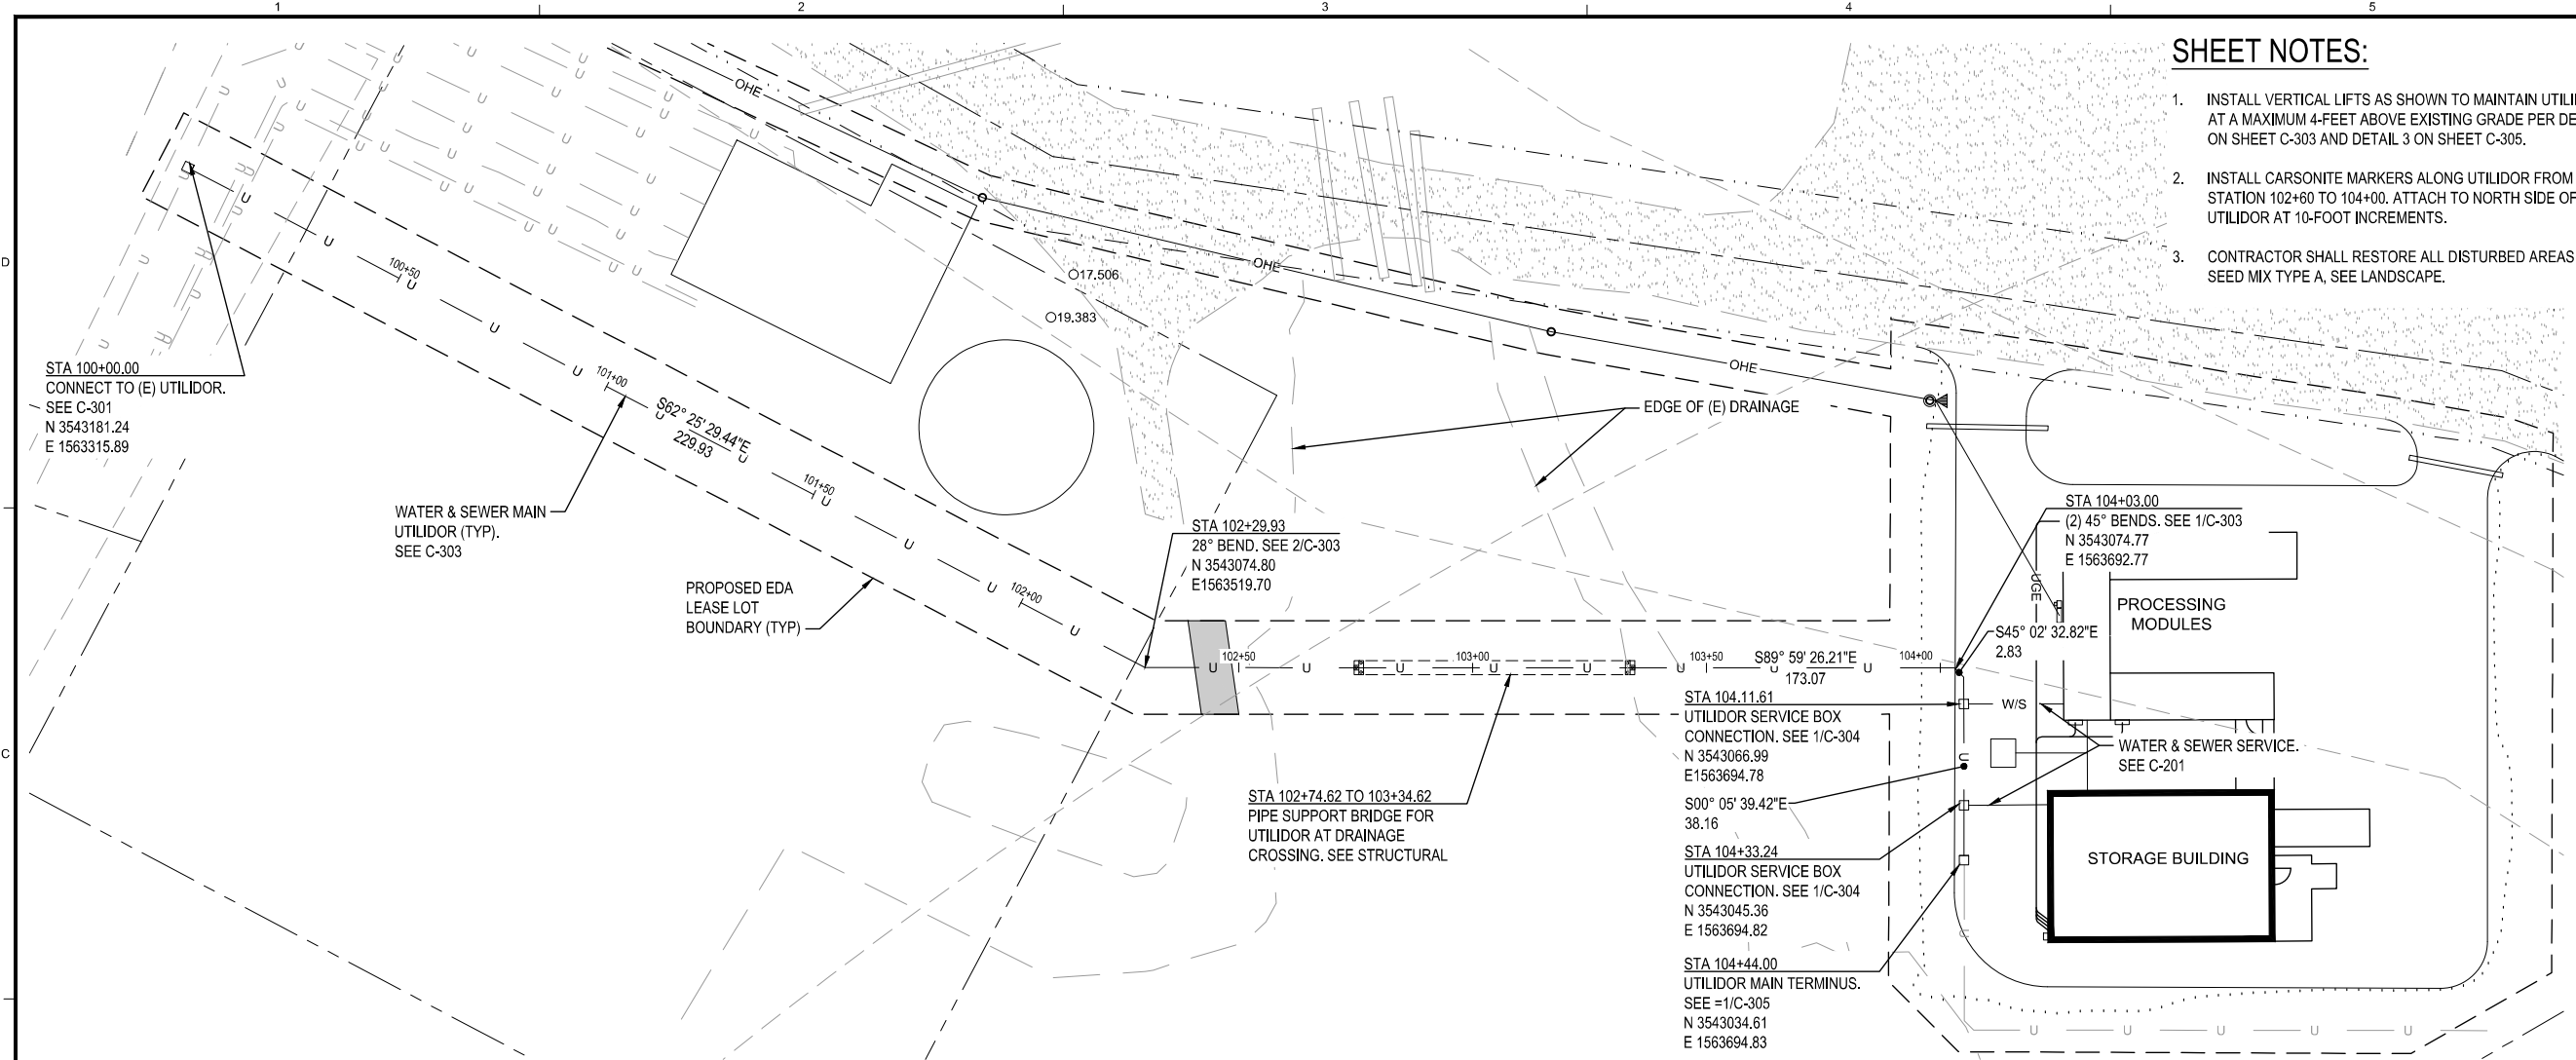 1
2
3
4
5
D
C
SHEET NOTES:
1. INSTALL VERTICAL LIFTS AS SHOWN TO MAINTAIN
AT A MAXIMUM 4-FEET ABOVE EXISTING GRADE PER
ON SHEET C-303 AND DETAIL 3 ON SHEET C-305.
2. INSTALL CARSONITE MARKERS ALONG UTILIDOR FROM
STATION 102+60 TO 104+00. ATTACH TO NORTH SIDE OF
UTILIDOR AT 10-FOOT INCREMENTS.
3. CONTRACTOR SHALL RESTORE ALL DISTURBED AREAS
SEED MIX TYPE A, SEE LANDSCAPE.
OHE
OHE
OHE
17.506
19.383
STA 100+00.00
CONNECT TO (E) UTILIDOR.
SEE C-301
N 3543181.24
E 1563315.89
100+50
101+00
S62° 25' 29.44"E
229.93
101+50
102+00
WATER & SEWER MAIN
UTILIDOR (TYP).
SEE C-303
PROPOSED EDA
LEASE LOT
BOUNDARY (TYP)
EDGE OF (E) DRAINAGE
STA 102+29.93
28° BEND. SEE 2/C-303
N 3543074.80
E1563519.70
102+50
103+00
103+50
104+00
S89° 59' 26.21"E
173.07
STA 102+74.62 TO 103+34.62
PIPE SUPPORT BRIDGE FOR
UTILIDOR AT DRAINAGE
CROSSING. SEE STRUCTURAL
STA 104+03.00
(2) 45° BENDS. SEE 1/C-303
N 3543074.77
E 1563692.77
UGE
PROCESSING
MODULES
S45° 02' 32.82"E
2.83
STA 104.11.61
UTILIDOR SERVICE BOX
CONNECTION. SEE 1/C-304
N 3543066.99
E1563694.78
W/S
WATER & SEWER SERVICE.
SEE C-201
S00° 05' 39.42"E
38.16
STA 104+33.24
UTILIDOR SERVICE BOX
CONNECTION. SEE 1/C-304
N 3543045.36
E 1563694.82
STORAGE BUILDING
STA 104+44.00
UTILIDOR MAIN TERMINUS.
SEE =1/C-305
N 3543034.61
E 1563694.83